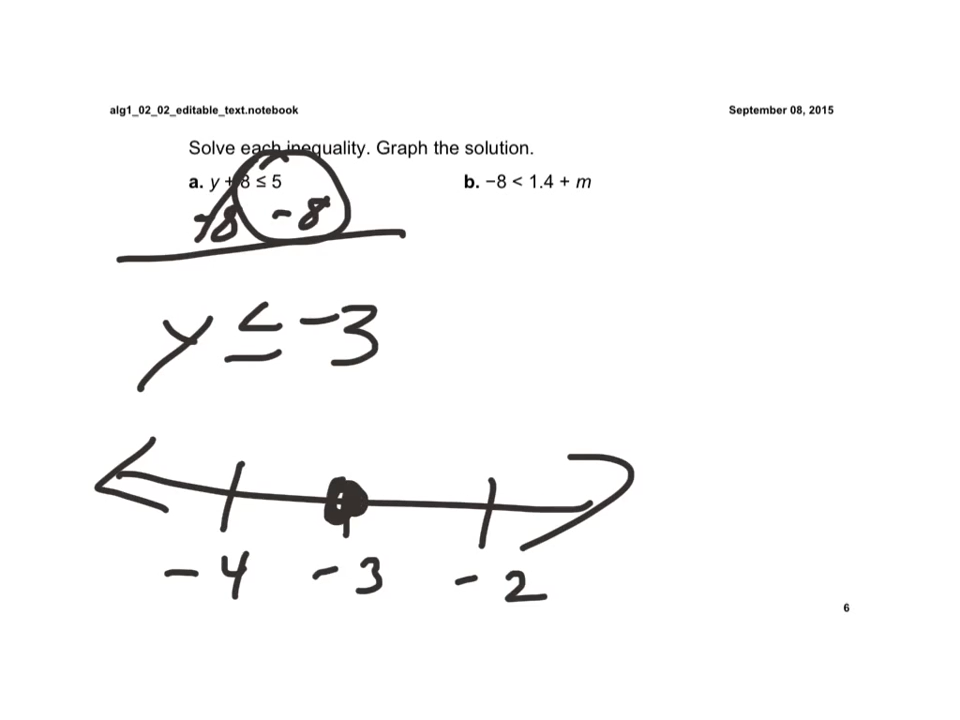 alg1_02_02_editable_text.notebook September 08, 2015
Solve each inequality. Graph the solution.
a. y + 8 ≤ 5 b. −8 < 1.4 + m
-8 -8
y ≤ -3
-4 -3 -2
6